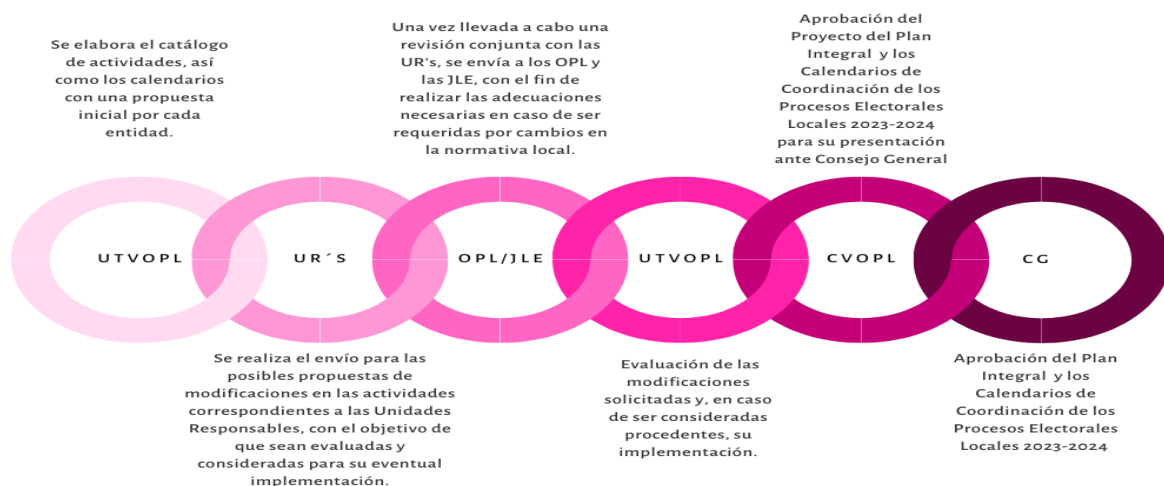 Se elabora el catálogo
de actividades, así
como los calendarios
con una propuesta
inicial por cada
entidad.
Una vez llevada a cabo una
revisión conjunta con las
UR's, se envía a los OPL y
las JLE, con el fin de
realizar las adecuaciones
necesarias en caso de ser
requeridas por cambios en
la normativa local.
Aprobación del
Proyecto del Plan
Integral y los
Calendarios de
Coordinación de los
Procesos Electorales
Locales 2023-2024
para su presentación
ante Consejo General
UTVOPL
UR´S
OPL/JLE
UTVOPL
CVOPL
CG
Se realiza el envío para las
posibles propuestas de
modificaciones en las actividades
correspondientes a las Unidades
Responsables, con el objetivo de
que sean evaluadas y
consideradas para su eventual
implementación.
Evaluación de las
modificaciones
solicitadas y, en caso
de ser consideradas
procedentes, su
implementación.
Aprobación del Plan
Integral y los
Calendarios de
Coordinación de los
Procesos Electorales
Locales 2023-2024